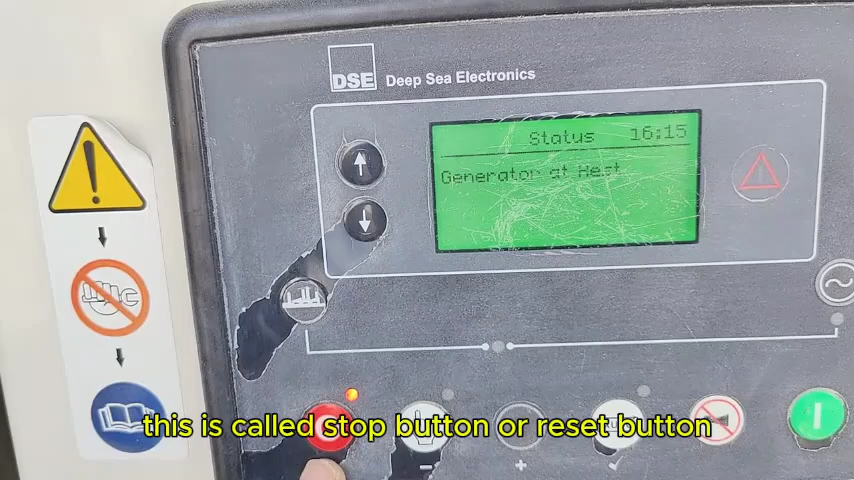 DSE Deep Sea Electronics
Status 16:15
Generator at Rest
this is called stop button or reset button